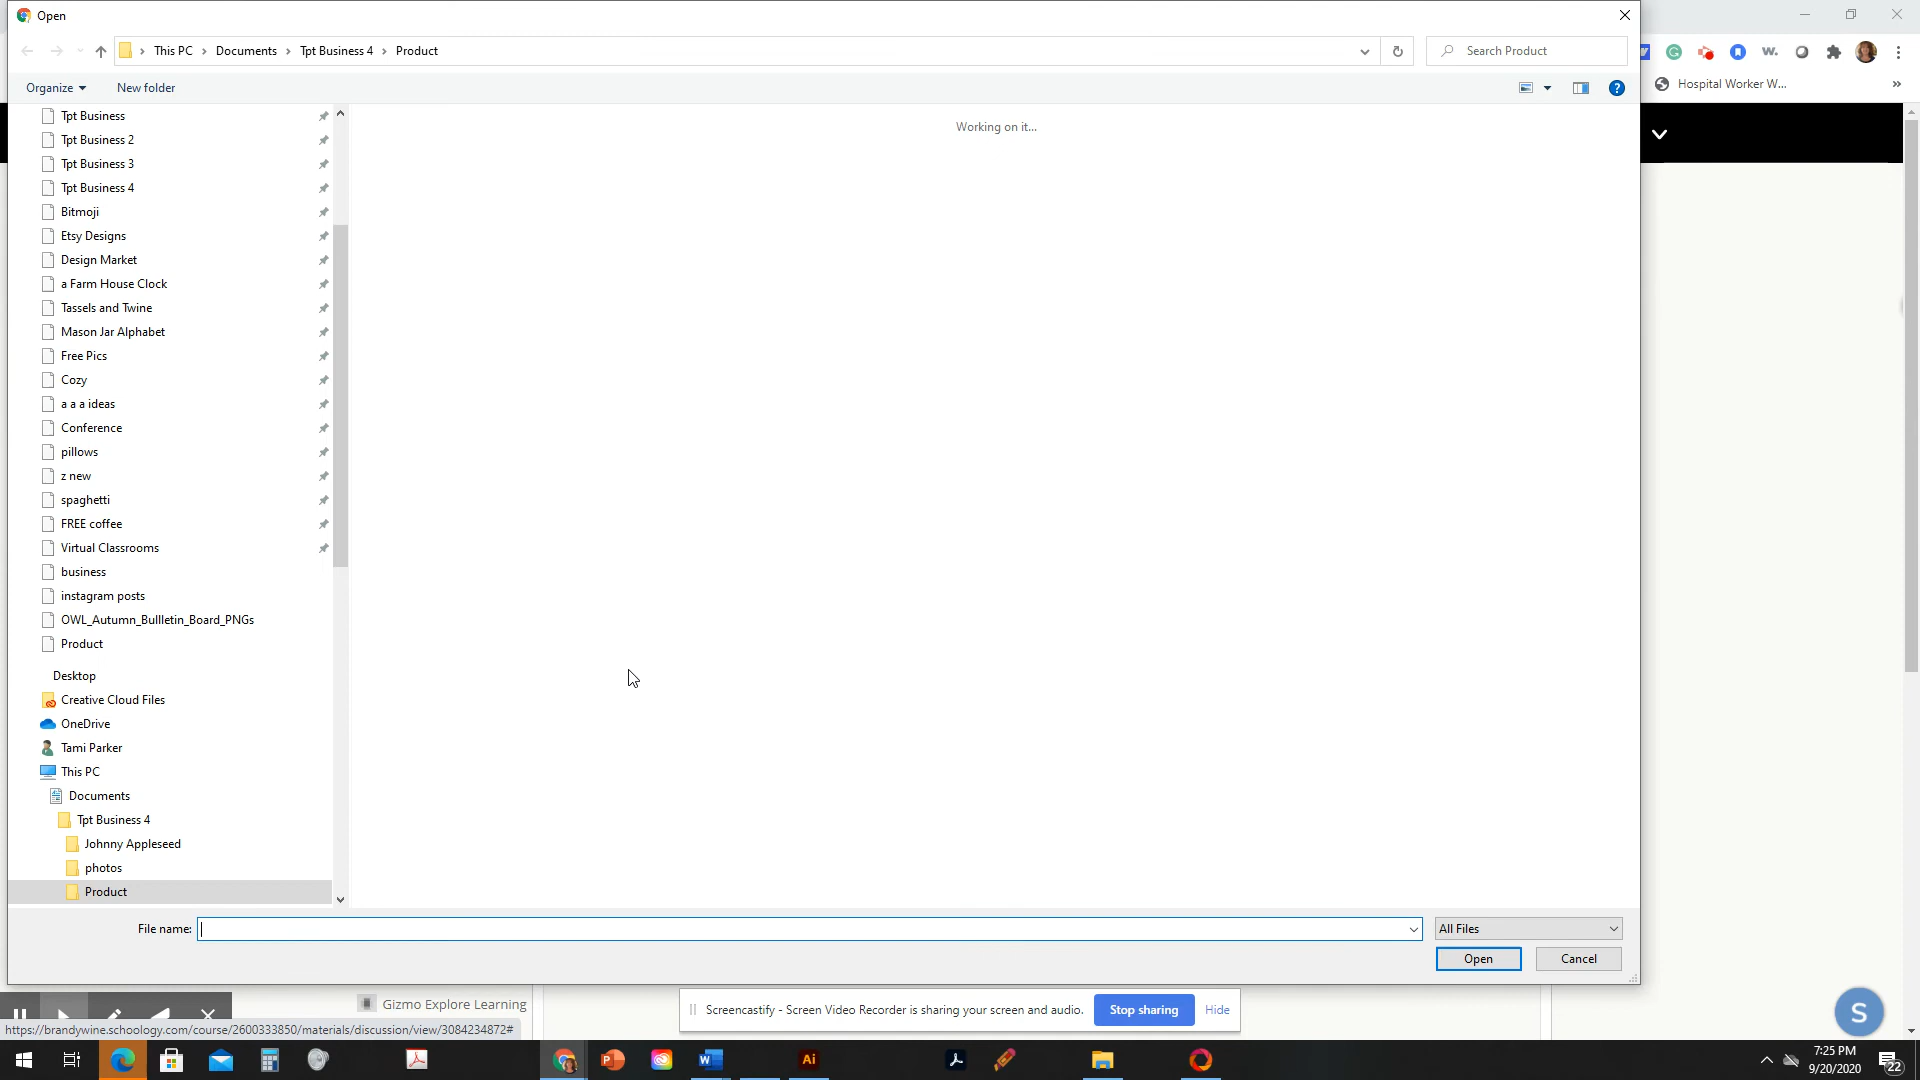 Open
This PC > Documents > Tpt Business 4 > Product
Search Product
Organize
New folder
Hospital Worker W...
Tpt Business
Tpt Business 2
Tpt Business 3
Tpt Business 4
Bitmoji
Etsy Designs
Design Market
a Farm House Clock
Tassels and Twine
Mason Jar Alphabet
Free Pics
Cozy
a a a ideas
Conference
pillows
z new
spaghetti
FREE coffee
Virtual Classrooms
business
instagram posts
OWL_Autumn_Bullletin_Board_PNGs
Product
Desktop
Creative Cloud Files
OneDrive
Tami Parker
This PC
Documents
Tpt Business 4
Johnny Appleseed
photos
Product
Working on it...
File name:
All Files
Open
Cancel
Gizmo Explore Learning
Screencastify - Screen Video Recorder is sharing your screen and audio.
Stop sharing
Hide
S
https://brandywine.schoology.com/course/2600333850/materials/discussion/view/3084234872#
7:25 PM
9/20/2020
22